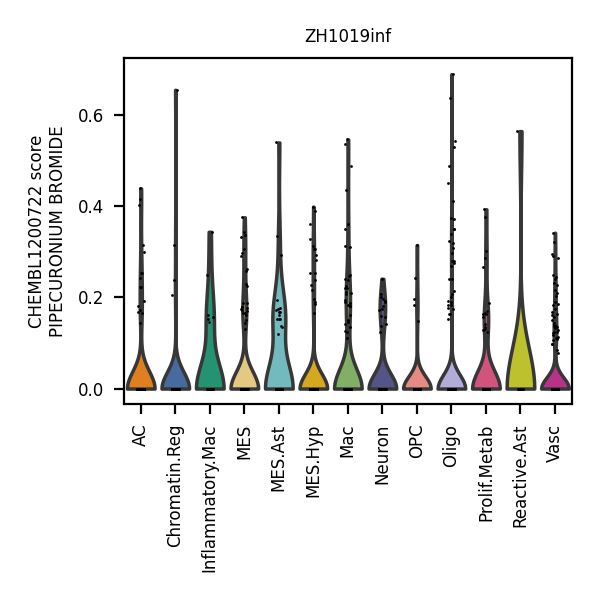 ZH1019inf
CHEMBL1200722 score
PIPECURONIUM BROMIDE
0.6
0.4
0.2
0.0
AC
Chromatin.Reg
Inflammatory.Mac
MES
MES.Ast
MES.Hyp
Mac
Neuron
OPC
Oligo
Prolif.Metab
Reactive.Ast
Vasc